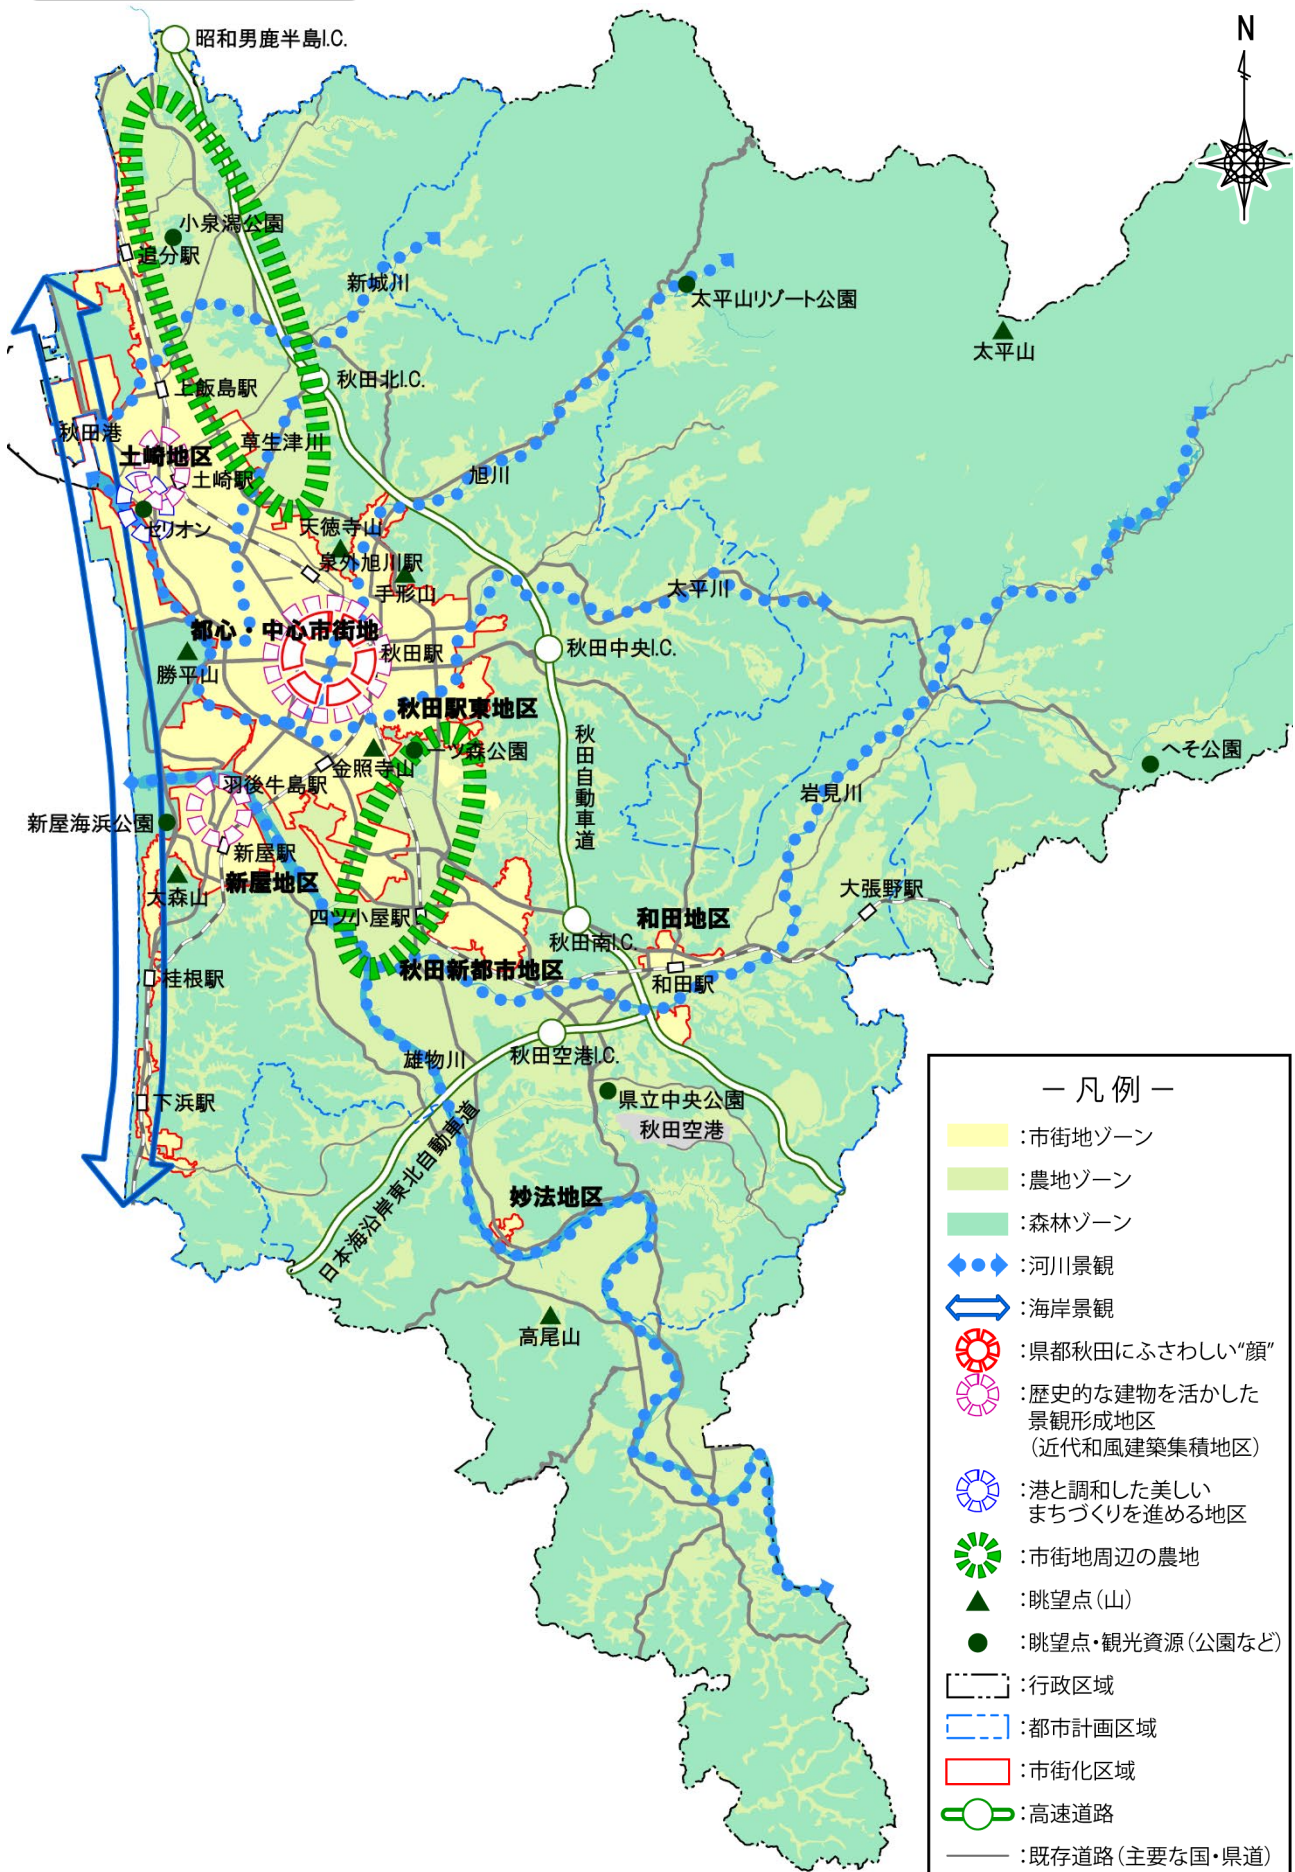 昭和男鹿半島I.C.
N
小泉潟公園
追分駅
新城川
太平山リゾート公園
太平山
上飯島駅
秋田北I.C.
秋田港
草生津川
土崎地区
土崎駅
旭川
セリオン
天徳寺山
泉外旭川駅
手形山
太平川
都心・中心市街地
秋田駅
秋田中央I.C.
勝平山
秋田駅東地区
一ツ森公園
金照寺山
秋田自動車道
へそ公園
羽後牛島駅
岩見川
新屋海浜公園
新屋駅
大森山
新屋地区
大張野駅
四ツ小屋駅
和田地区
秋田南I.C.
秋田新都市地区
桂根駅
和田駅
雄物川
秋田空港I.C.
下浜駅
県立中央公園
秋田空港
日本海沿岸東北自動車道
妙法地区
高尾山
－凡例－
：市街地ゾーン
：農地ゾーン
：森林ゾーン
：河川景観
：海岸景観
：県都秋田にふさわしい“顔”
：歴史的な建物を活かした
景観形成地区
（近代和風建築集積地区）
：港と調和した美しい
まちづくりを進める地区
：市街地周辺の農地
：眺望点（山）
：眺望点・観光資源（公園など）
：行政区域
：都市計画区域
：市街化区域
：高速道路
：既存道路（主要な国・県道）